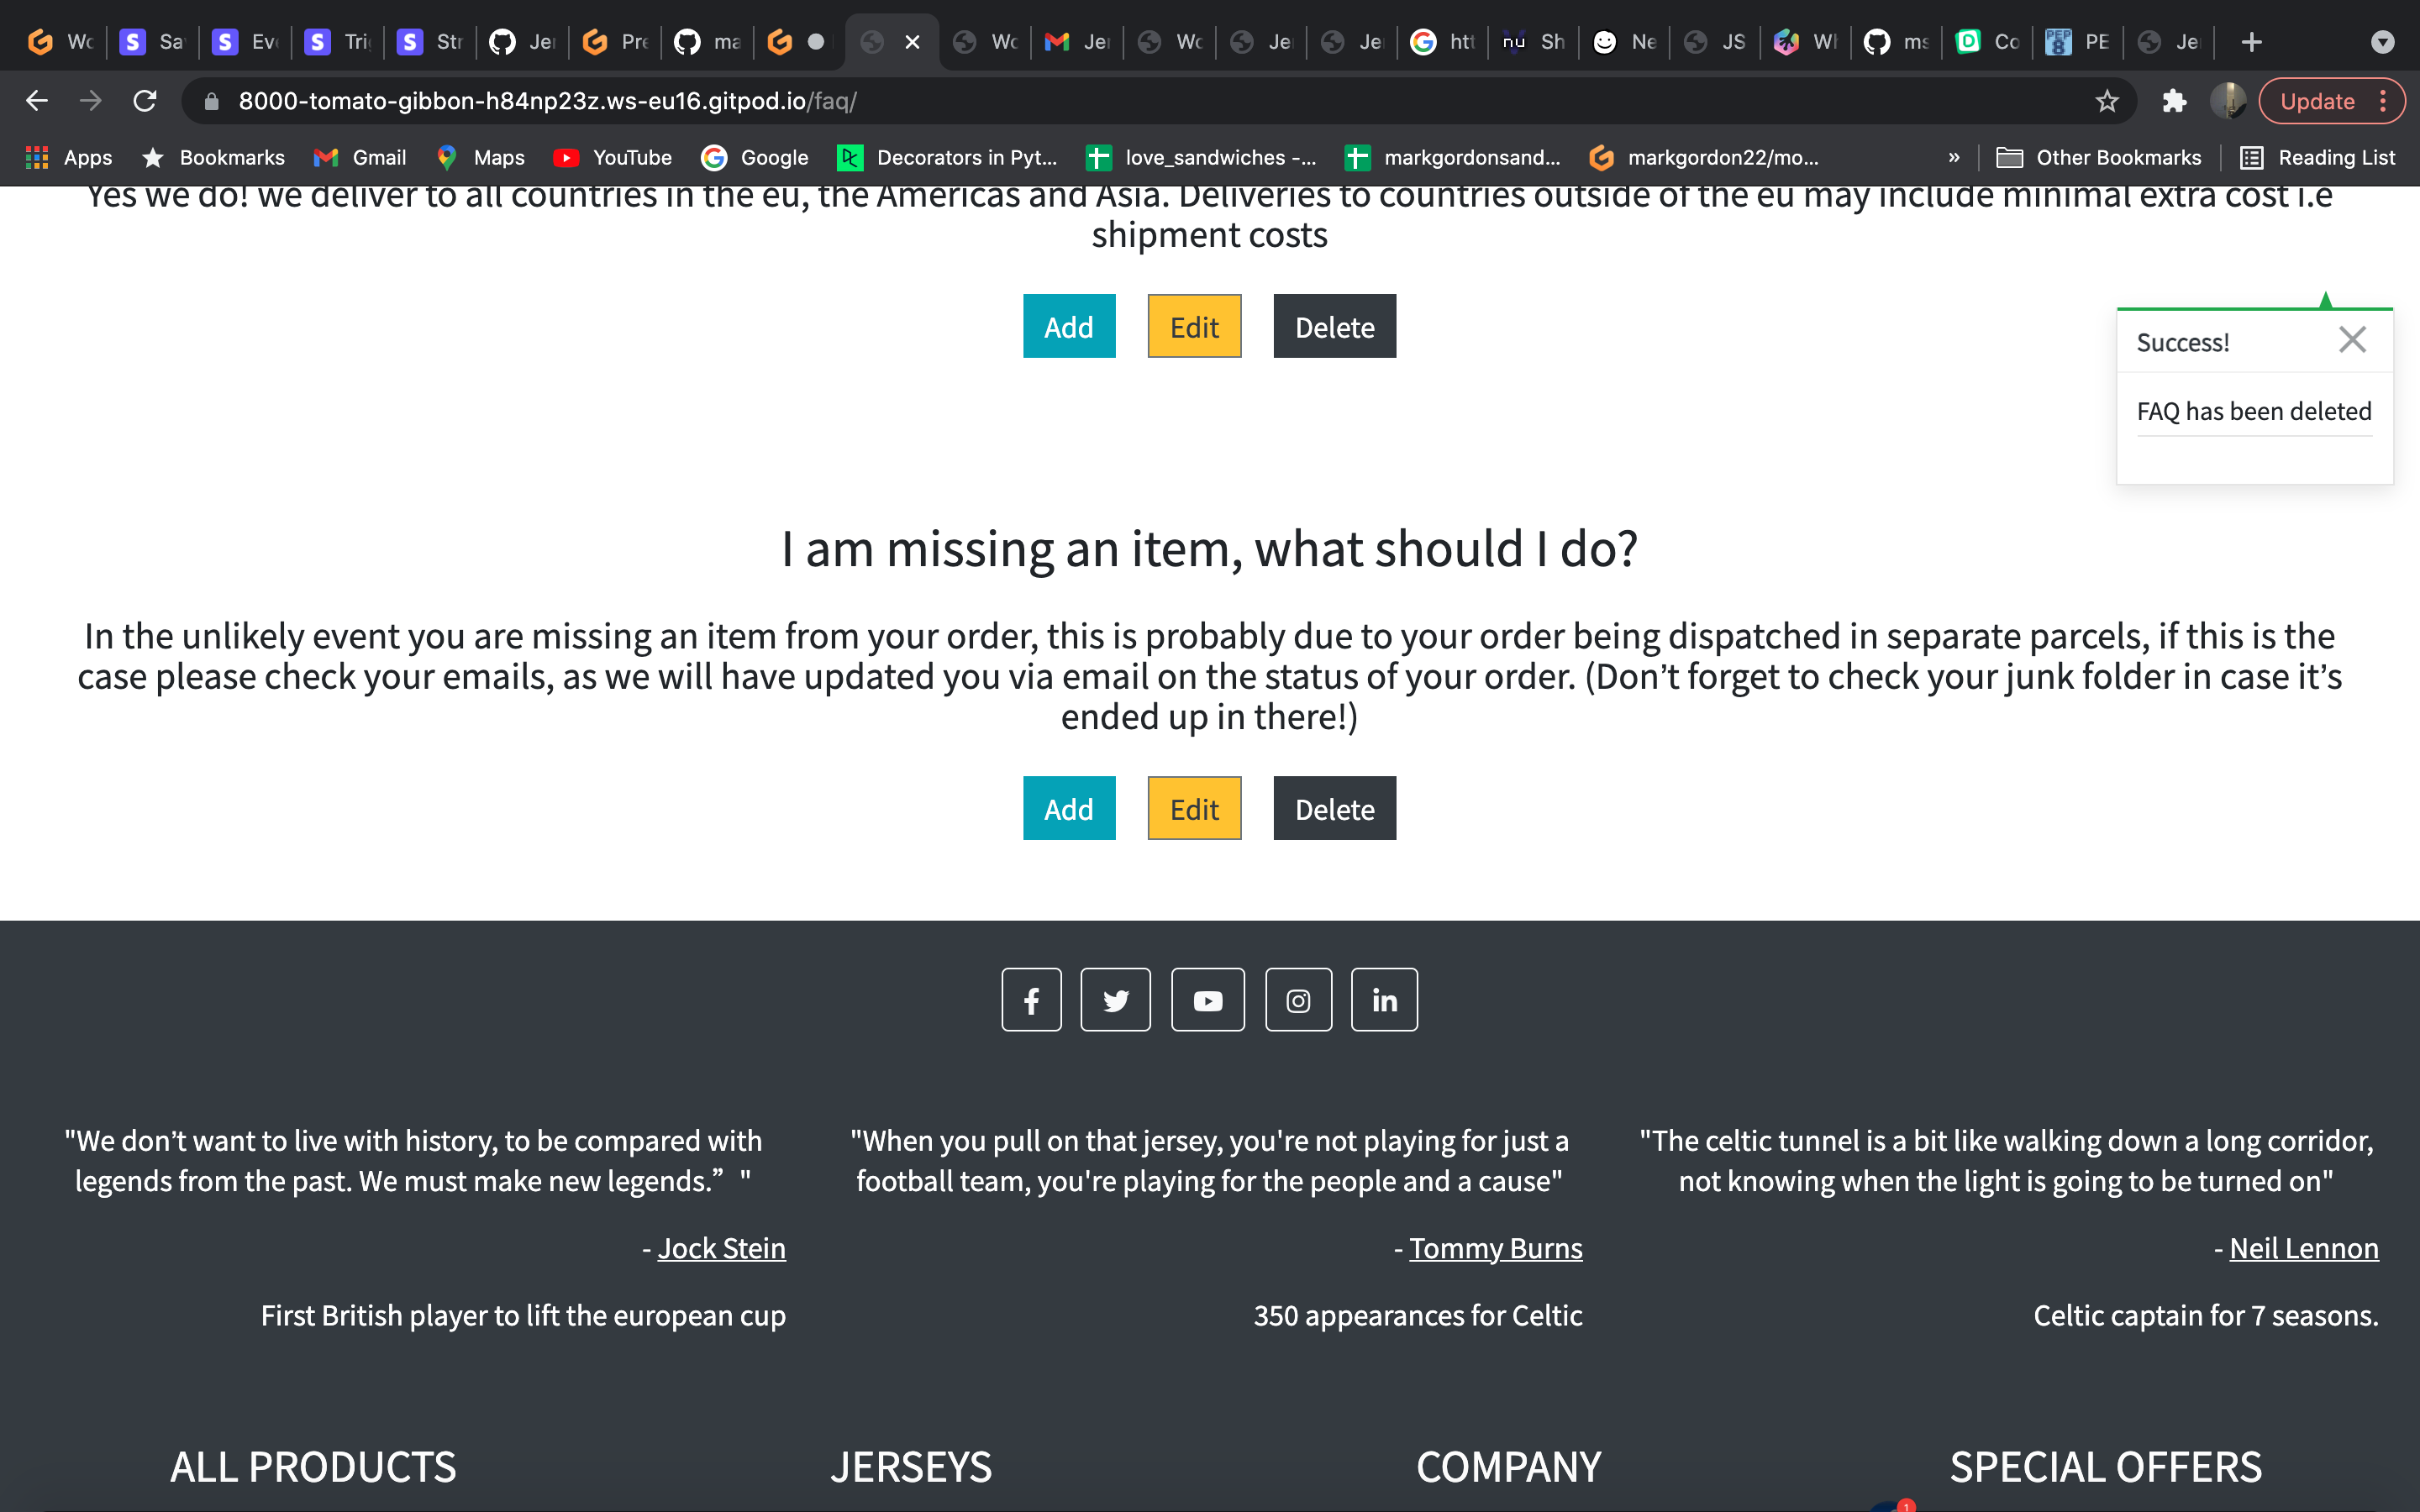 Wo
Sa
Eve
Tri
Str
Je
Pre
ma
Wo
Je
Wo
Je
Je
htt
nu
Sh
Ne
JS
Wh
ms
Co
PEP 8
PE
Je
8000-tomato-gibbon-h84np23z.ws-eu16.gitpod.io/faq/
Update
Apps
Bookmarks
Gmail
Maps
YouTube
Google
Decorators in Pyt...
love_sandwiches -...
markgordonsand...
markgordon22/mo...
»
Other Bookmarks
Reading List
Yes we do! we deliver to all countries in the eu, the Americas and Asia. Deliveries to countries outside of the eu may include minimal extra cost i.e
shipment costs
Add
Edit
Delete
Success!
FAQ has been deleted
I am missing an item, what should I do?
In the unlikely event you are missing an item from your order, this is probably due to your order being dispatched in separate parcels, if this is the
case please check your emails, as we will have updated you via email on the status of your order. (Don’t forget to check your junk folder in case it’s
ended up in there!)
Add
Edit
Delete
"We don’t want to live with history, to be compared with
legends from the past. We must make new legends.” "
- Jock Stein
First British player to lift the european cup
"When you pull on that jersey, you're not playing for just a
football team, you're playing for the people and a cause"
- Tommy Burns
350 appearances for Celtic
"The celtic tunnel is a bit like walking down a long corridor,
not knowing when the light is going to be turned on"
- Neil Lennon
Celtic captain for 7 seasons.
ALL PRODUCTS
JERSEYS
COMPANY
SPECIAL OFFERS
1